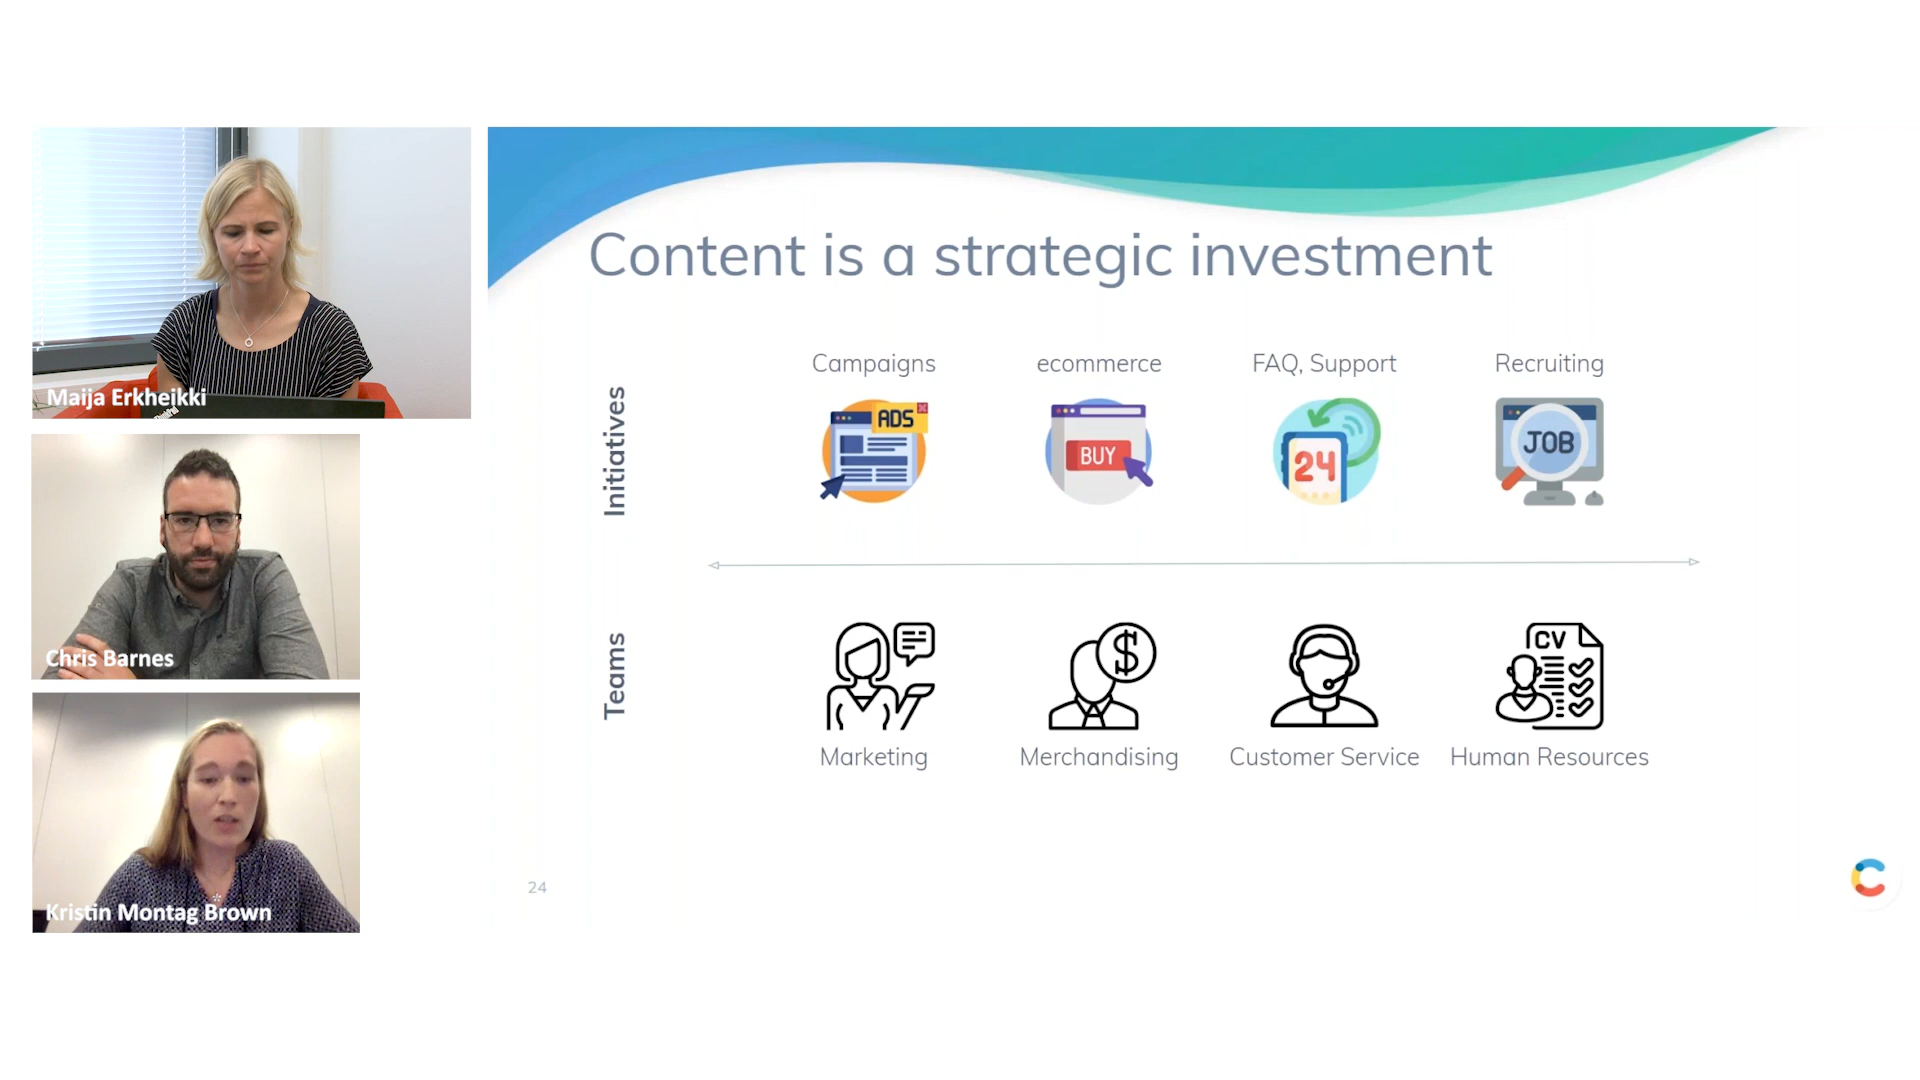 Maija Erkheikki
Chris Barnes
Kristin Montag Brown
Content is a strategic investment
Initiatives
Campaigns
ecommerce
FAQ, Support
Recruiting
ADS
BUY
24
JOB
Teams
CV
$
Marketing
Merchandising
Customer Service
Human Resources
24